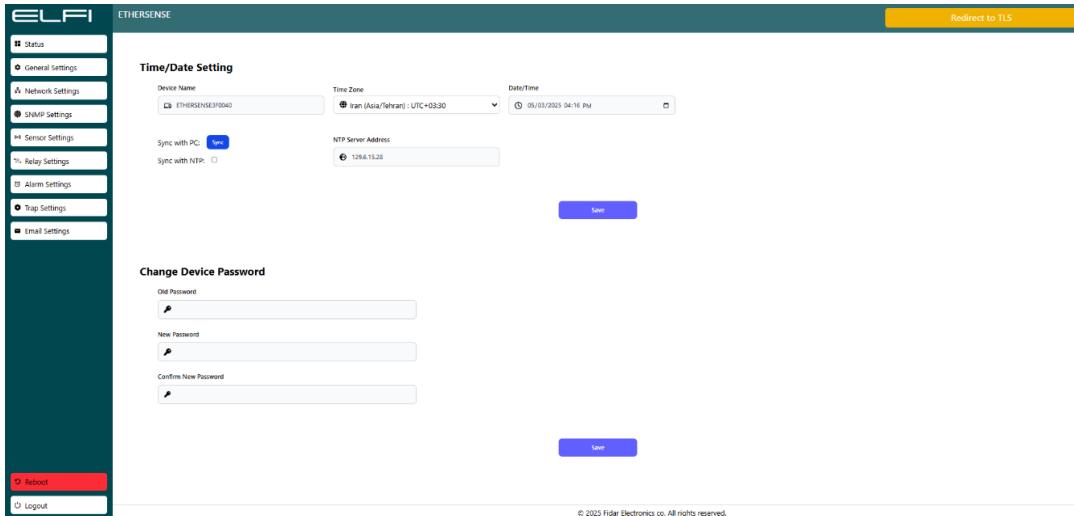 ELFI
ETHERSENSE
Redirect to TLS
Status
General Settings
Network Settings
SNMP Settings
Sensor Settings
Relay Settings
Alarm Settings
Trap Settings
Email Settings
Reboot
Logout
Time/Date Setting
Device Name
Time Zone
Date/Time
ETHERSENSE3F0040
Iran (Asia/Tehran) : UTC+03:30
05/03/2025 04:16 PM
Sync with PC: Sync
NTP Server Address
Sync with NTP:
129.6.15.28
Save
Change Device Password
Old Password
New Password
Confirm New Password
Save
© 2025 Fidar Electronics co. All rights reserved.